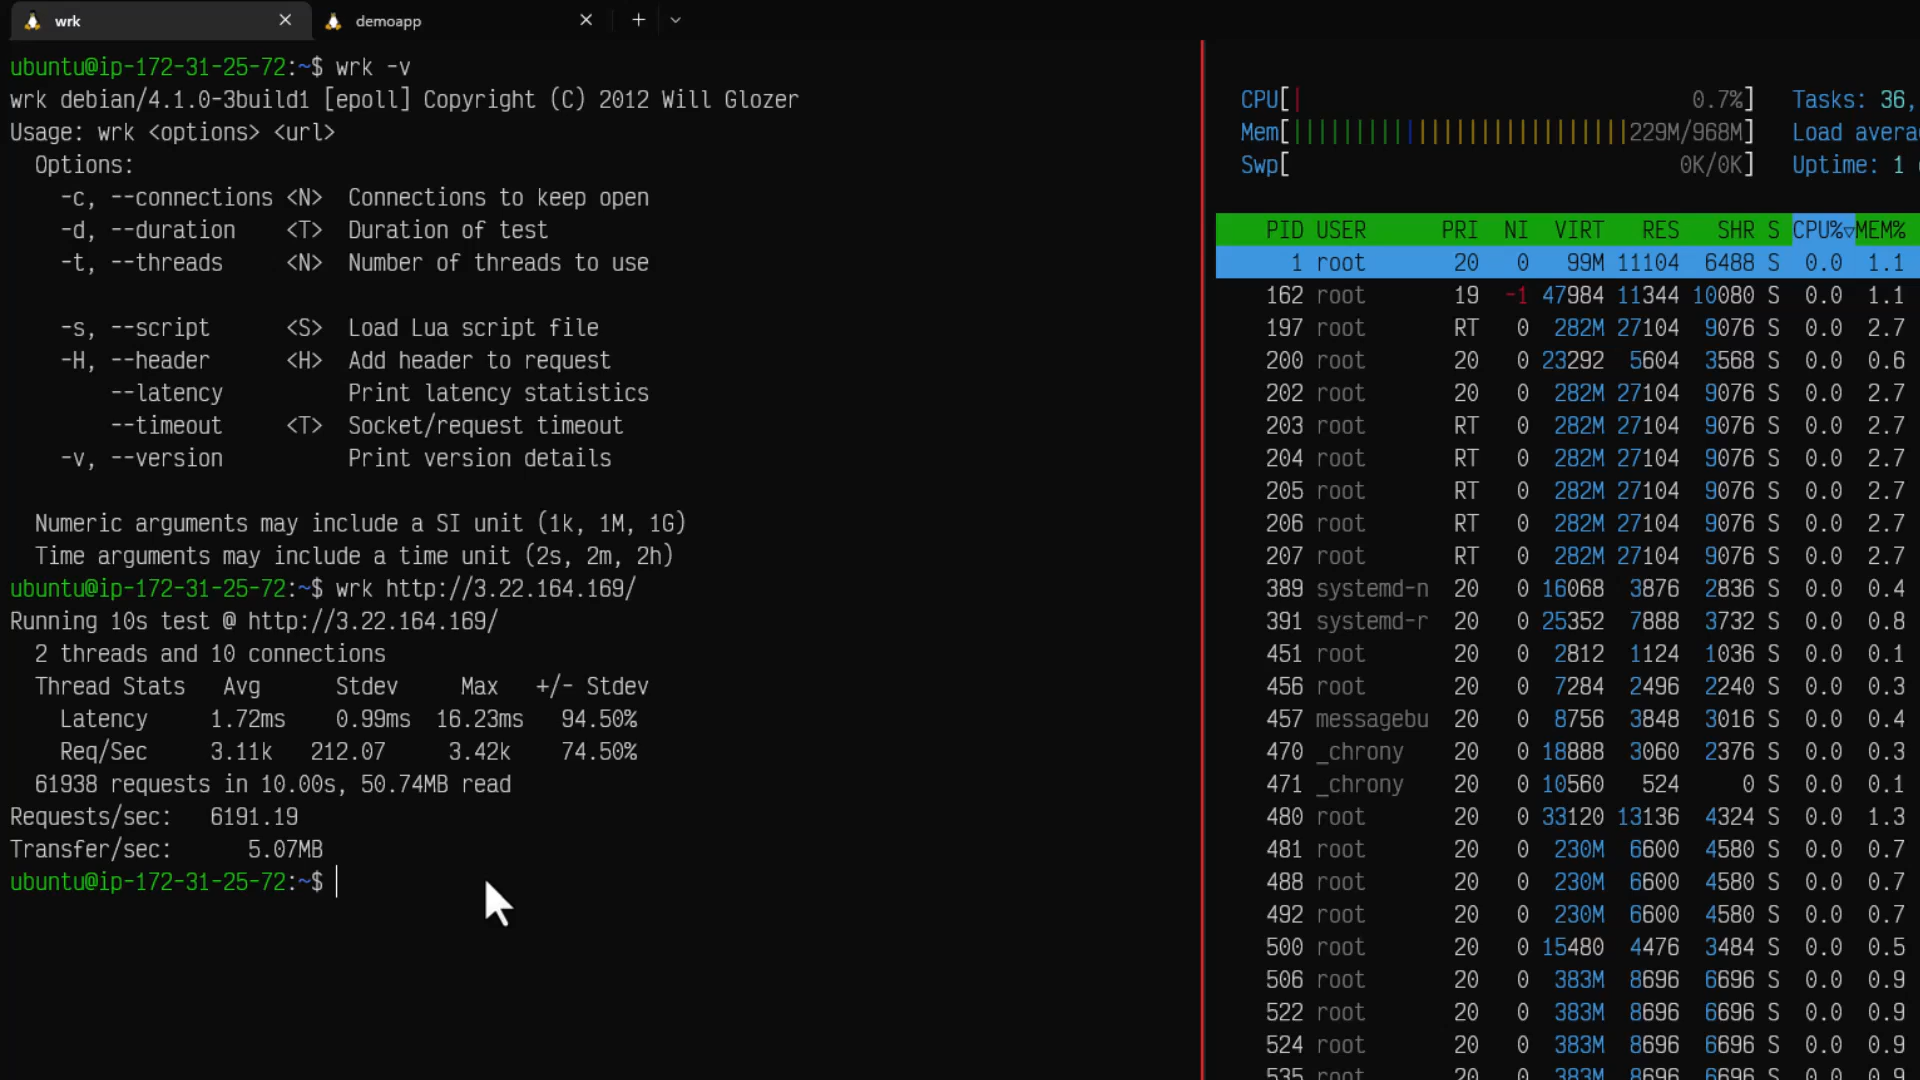 wrk
demoapp
ubuntu@ip-172-31-25-72:~$ wrk -v
wrk debian/4.1.0-3build1 [epoll] Copyright (C) 2012 Will Glozer
Usage: wrk <options> <url>
  Options:
    -c, --connections <N>  Connections to keep open
    -d, --duration    <T>  Duration of test
    -t, --threads     <N>  Number of threads to use
    -s, --script      <S>  Load Lua script file
    -H, --header      <H>  Add header to request
        --latency          Print latency statistics
        --timeout     <T>  Socket/request timeout
    -v, --version          Print version details
  Numeric arguments may include a SI unit (1k, 1M, 1G)
  Time arguments may include a time unit (2s, 2m, 2h)
ubuntu@ip-172-31-25-72:~$ wrk http://3.22.164.169/
Running 10s test @ http://3.22.164.169/
  2 threads and 10 connections
  Thread Stats   Avg      Stdev     Max   +/- Stdev
    Latency     1.72ms    0.99ms  16.23ms   94.50%
    Req/Sec     3.11k   212.07     3.42k    74.50%
  61938 requests in 10.00s, 50.74MB read
Requests/sec:   6191.19
Transfer/sec:      5.07MB
ubuntu@ip-172-31-25-72:~$
CPU[| 0.7%] Tasks: 36,
Mem[||||||||||||||||||||||||||229M/968M] Load avera
Swp[ 0K/0K] Uptime: 1
PID USER PRI NI VIRT RES SHR S CPU%▽MEM%
1 root 20 0 99M 11104 6488 S 0.0 1.1
162 root 19 -1 47984 11344 10080 S 0.0 1.1
197 root RT 0 282M 27104 9076 S 0.0 2.7
200 root 20 0 23292 5604 3568 S 0.0 0.6
202 root 20 0 282M 27104 9076 S 0.0 2.7
203 root RT 0 282M 27104 9076 S 0.0 2.7
204 root RT 0 282M 27104 9076 S 0.0 2.7
205 root RT 0 282M 27104 9076 S 0.0 2.7
206 root RT 0 282M 27104 9076 S 0.0 2.7
207 root RT 0 282M 27104 9076 S 0.0 2.7
389 systemd-n 20 0 16068 3876 2836 S 0.0 0.4
391 systemd-r 20 0 25352 7888 3732 S 0.0 0.8
451 root 20 0 2812 1124 1036 S 0.0 0.1
456 root 20 0 7284 2496 2240 S 0.0 0.3
457 messagebu 20 0 8756 3848 3016 S 0.0 0.4
470 _chrony 20 0 18888 3060 2376 S 0.0 0.3
471 _chrony 20 0 10560 524 0 S 0.0 0.1
480 root 20 0 33120 13136 4324 S 0.0 1.3
481 root 20 0 230M 6600 4580 S 0.0 0.7
488 root 20 0 230M 6600 4580 S 0.0 0.7
492 root 20 0 230M 6600 4580 S 0.0 0.7
500 root 20 0 15480 4476 3484 S 0.0 0.5
506 root 20 0 383M 8696 6696 S 0.0 0.9
522 root 20 0 383M 8696 6696 S 0.0 0.9
524 root 20 0 383M 8696 6696 S 0.0 0.9
535 root 20 0 383M 8696 6696 S 0.0 0.9